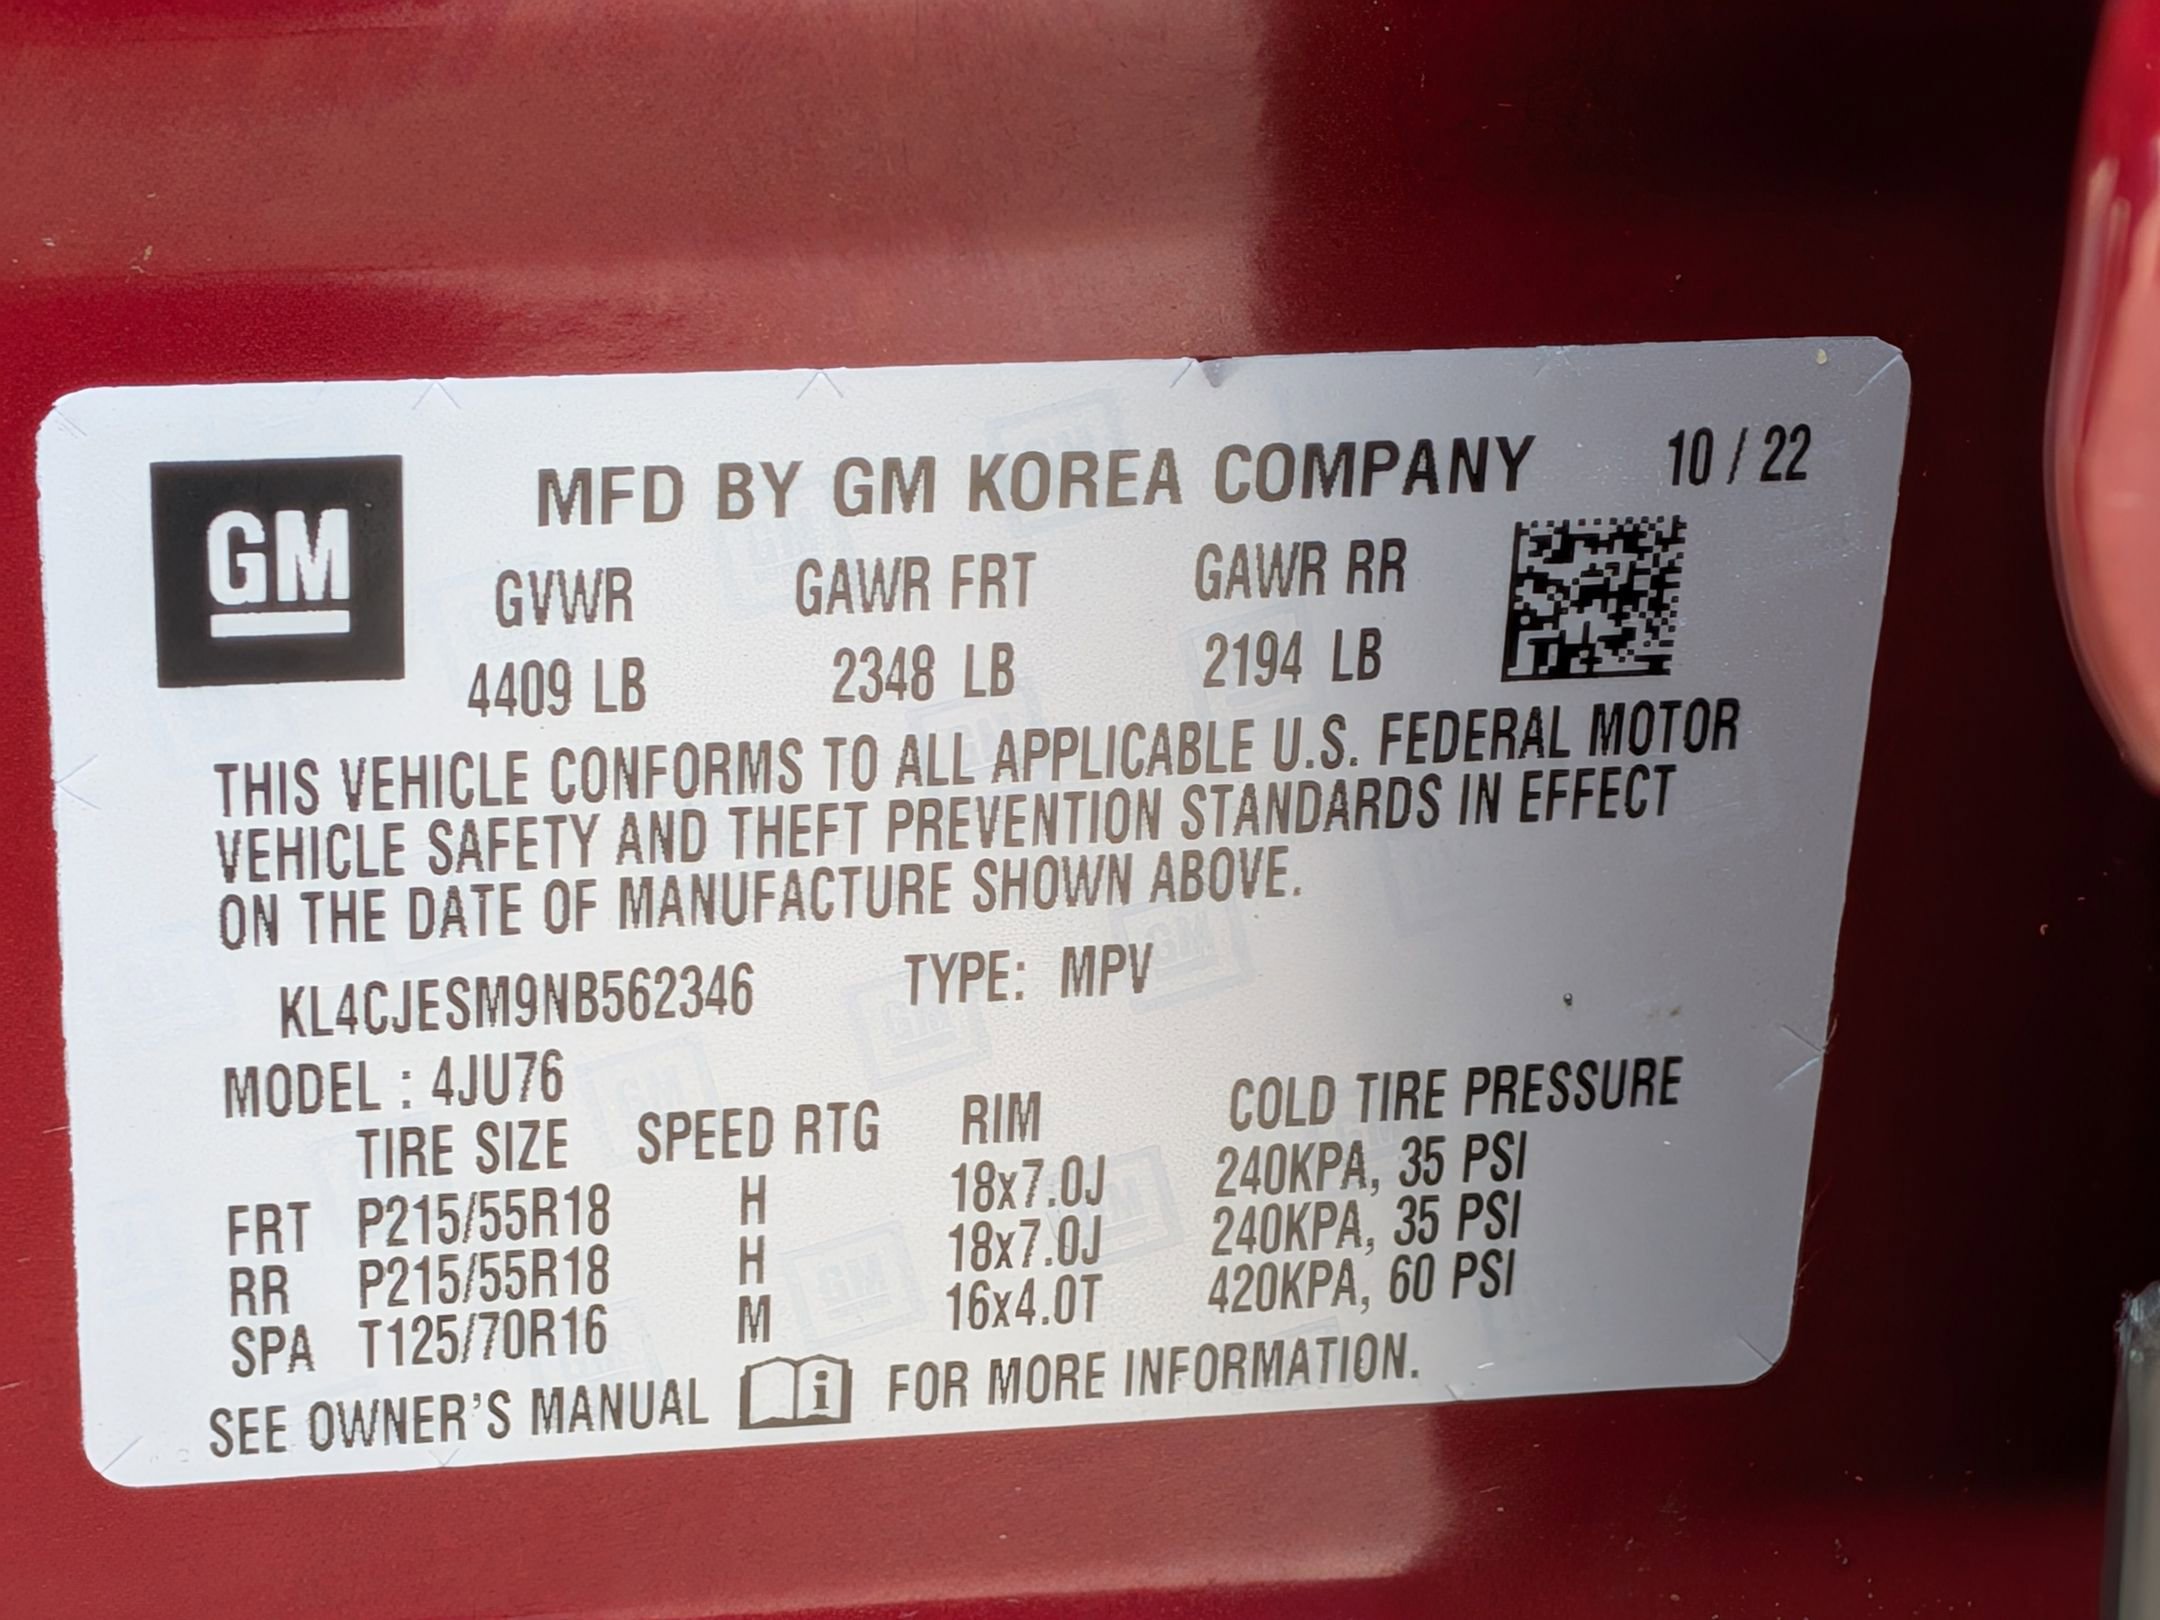 GM
MFD BY GM KOREA COMPANY 10 / 22
GVWR GAWR FRT GAWR RR
4409 LB 2348 LB 2194 LB
THIS VEHICLE CONFORMS TO ALL APPLICABLE U.S. FEDERAL MOTOR
VEHICLE SAFETY AND THEFT PREVENTION STANDARDS IN EFFECT
ON THE DATE OF MANUFACTURE SHOWN ABOVE.
KL4CJESM9NB562346 TYPE: MPV
MODEL : 4JU76
TIRE SIZE SPEED RTG RIM COLD TIRE PRESSURE
FRT P215/55R18 H 18x7.0J 240KPA, 35 PSI
RR P215/55R18 H 18x7.0J 240KPA, 35 PSI
SPA T125/70R16 M 16x4.0T 420KPA, 60 PSI
SEE OWNER'S MANUAL i FOR MORE INFORMATION.